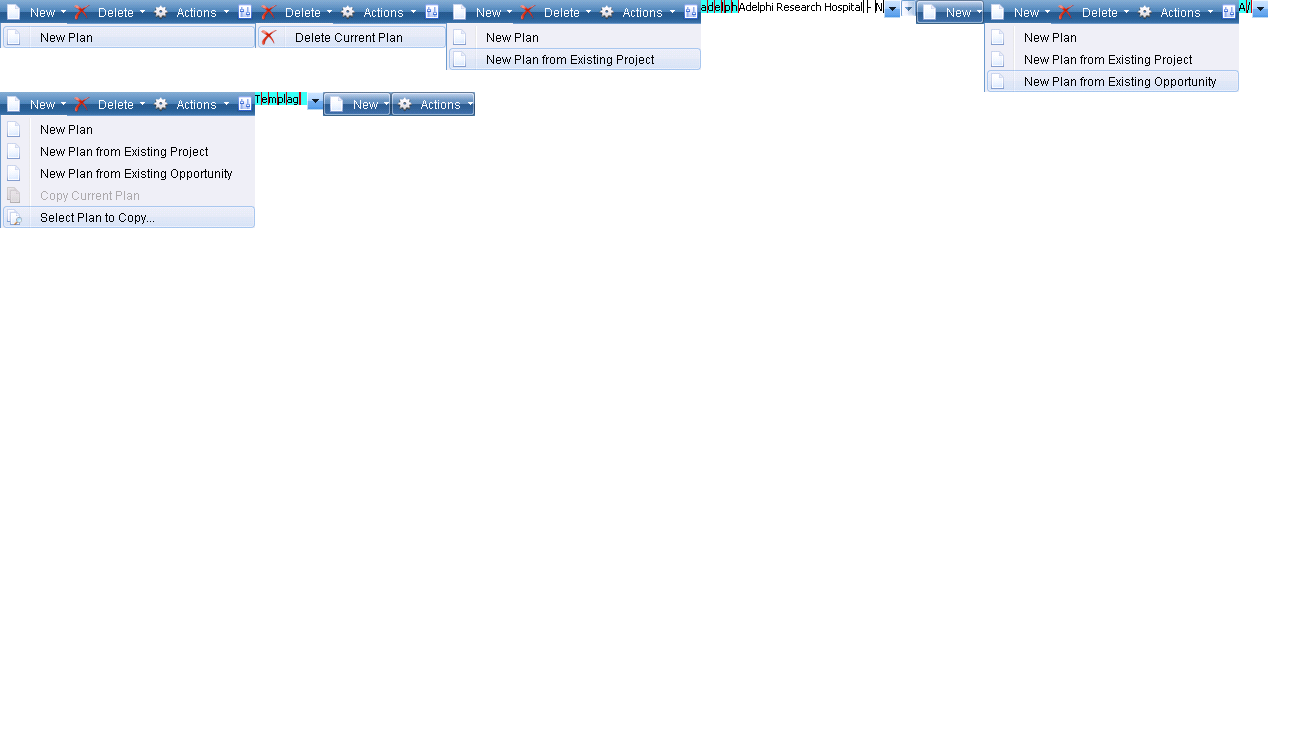 New Delete Actions Delete Actions New Delete Actions Adelphi Research Hospital - N New New Delete Actions
New Plan Delete Current Plan New Plan New Plan
New Plan from Existing Project New Plan from Existing Project
New Plan from Existing Opportunity
New Delete Actions New Actions
New Plan
New Plan from Existing Project
New Plan from Existing Opportunity
Copy Current Plan
Select Plan to Copy...